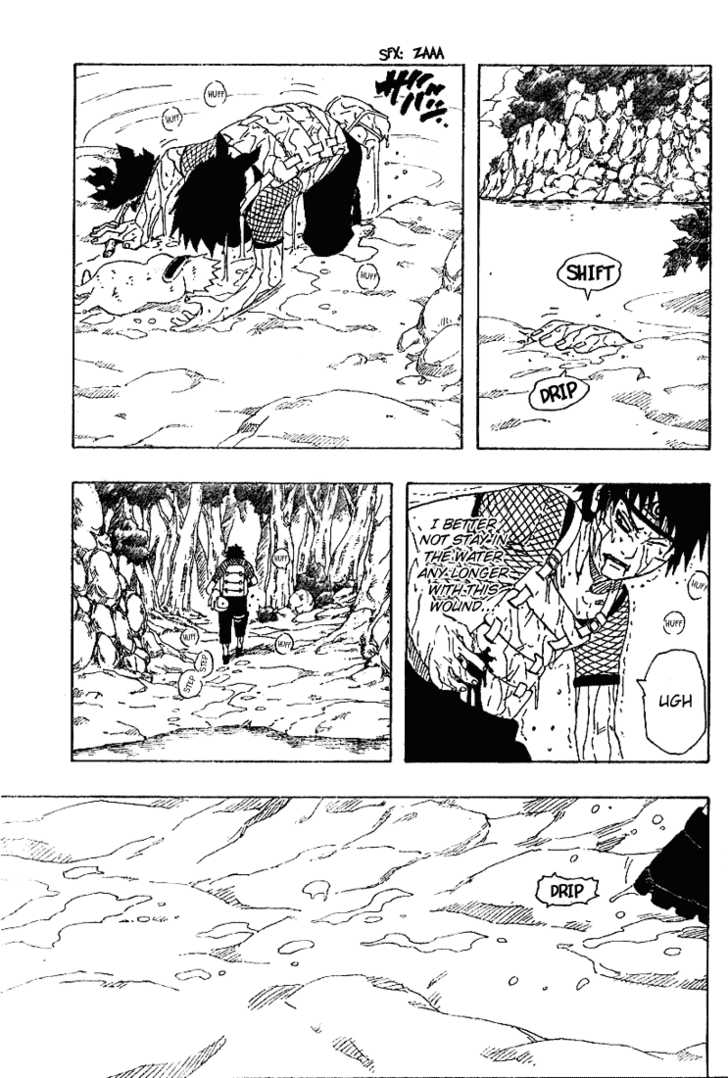 SFX: ZAAA
SHIFT
DRIP
HUFF
HUFF
HUFF
I BETTER
NOT STAY IN
THE WATER
ANY LONGER
WITH THIS
WOUND...
HUFF
HUFF
UGH
HUFF
HUFF
HUFF
STEP
STEP
DRIP